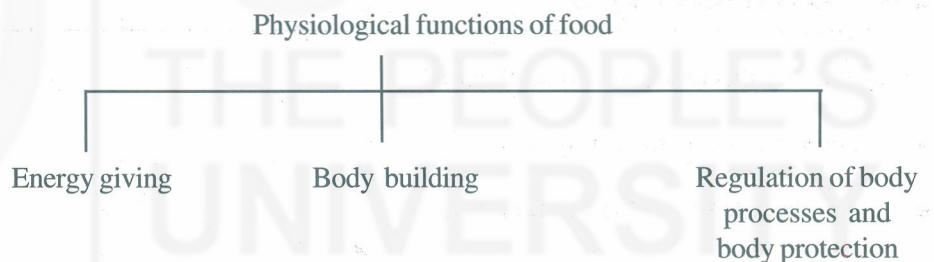 Physiological functions of food
THE PEOPLE'S
UNIVERSITY
Energy giving
Body building
Regulation of body
processes and
body protection